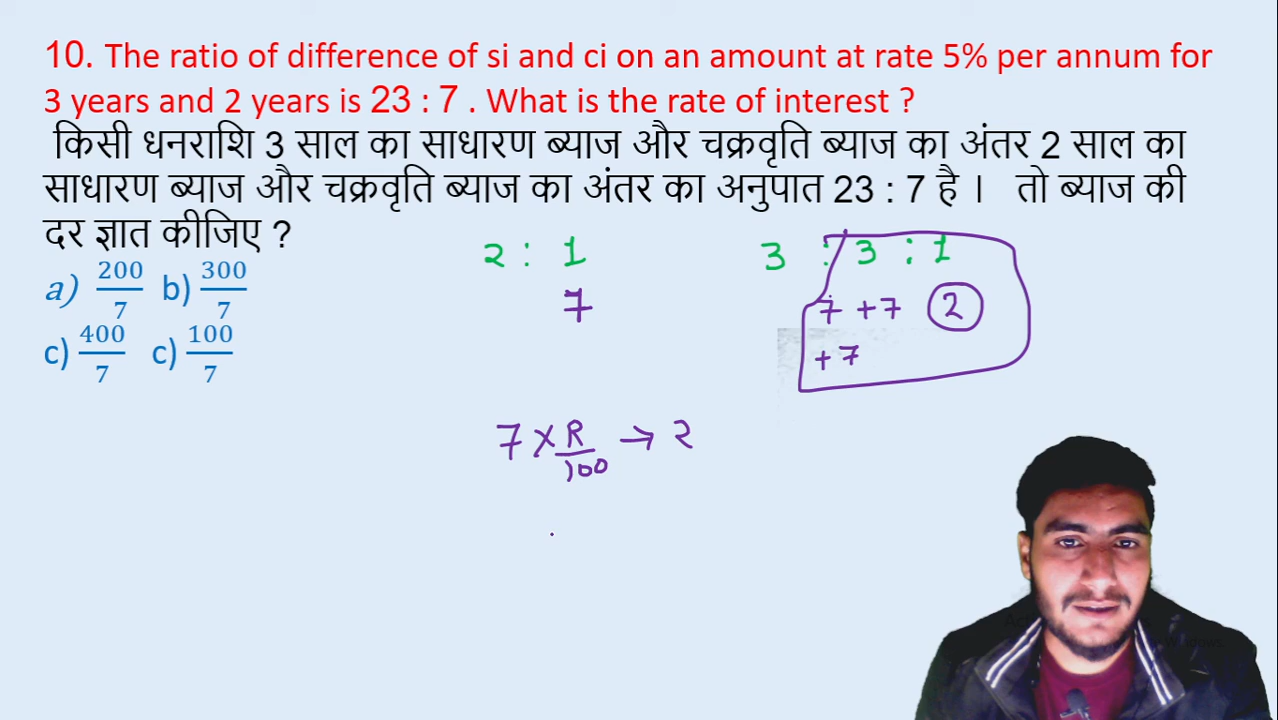 10. The ratio of difference of si and ci on an amount at rate 5% per annum for
3 years and 2 years is 23 : 7 . What is the rate of interest ?
किसी धनराशि 3 साल का साधारण ब्याज और चक्रवृति ब्याज का अंतर 2 साल का
साधारण ब्याज और चक्रवृति ब्याज का अंतर का अनुपात 23 : 7 है । तो ब्याज की
दर ज्ञात कीजिए ?
2 : 1
3 : 3 : 1
a) 200/7 b) 300/7
7
7 +7 2
c) 400/7 c) 100/7
+7
7 × R/100 → 2